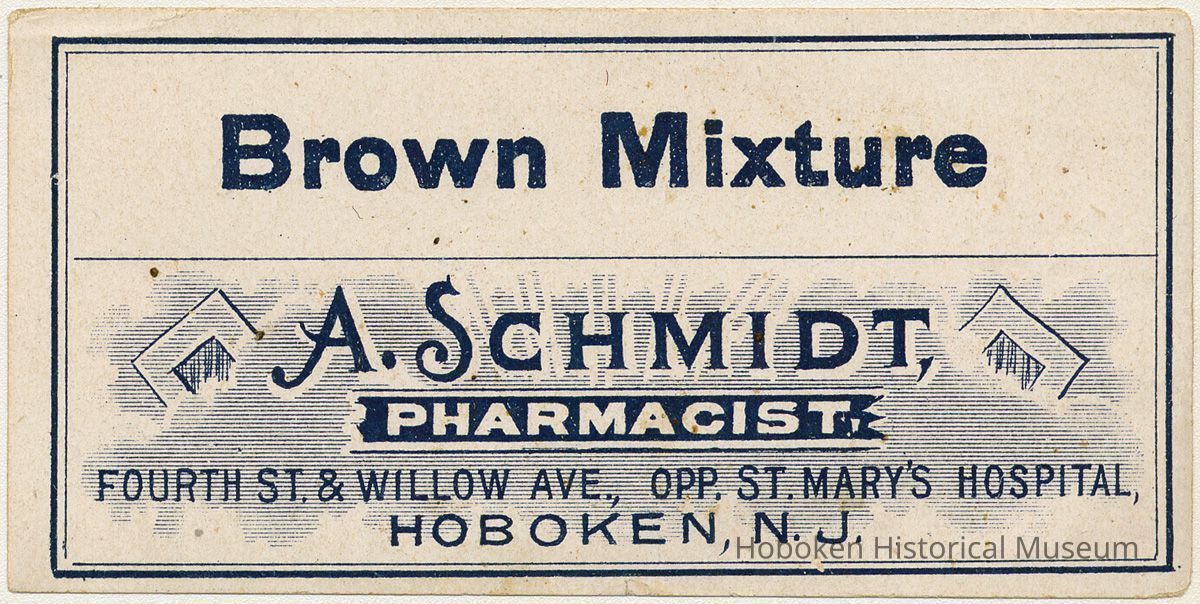 Brown Mixture
A. SCHMIDT,
PHARMACIST.
FOURTH ST. & WILLOW AVE., OPP. ST. MARY'S HOSPITAL,
HOBOKEN, N. J.
Hoboken Historical Museum